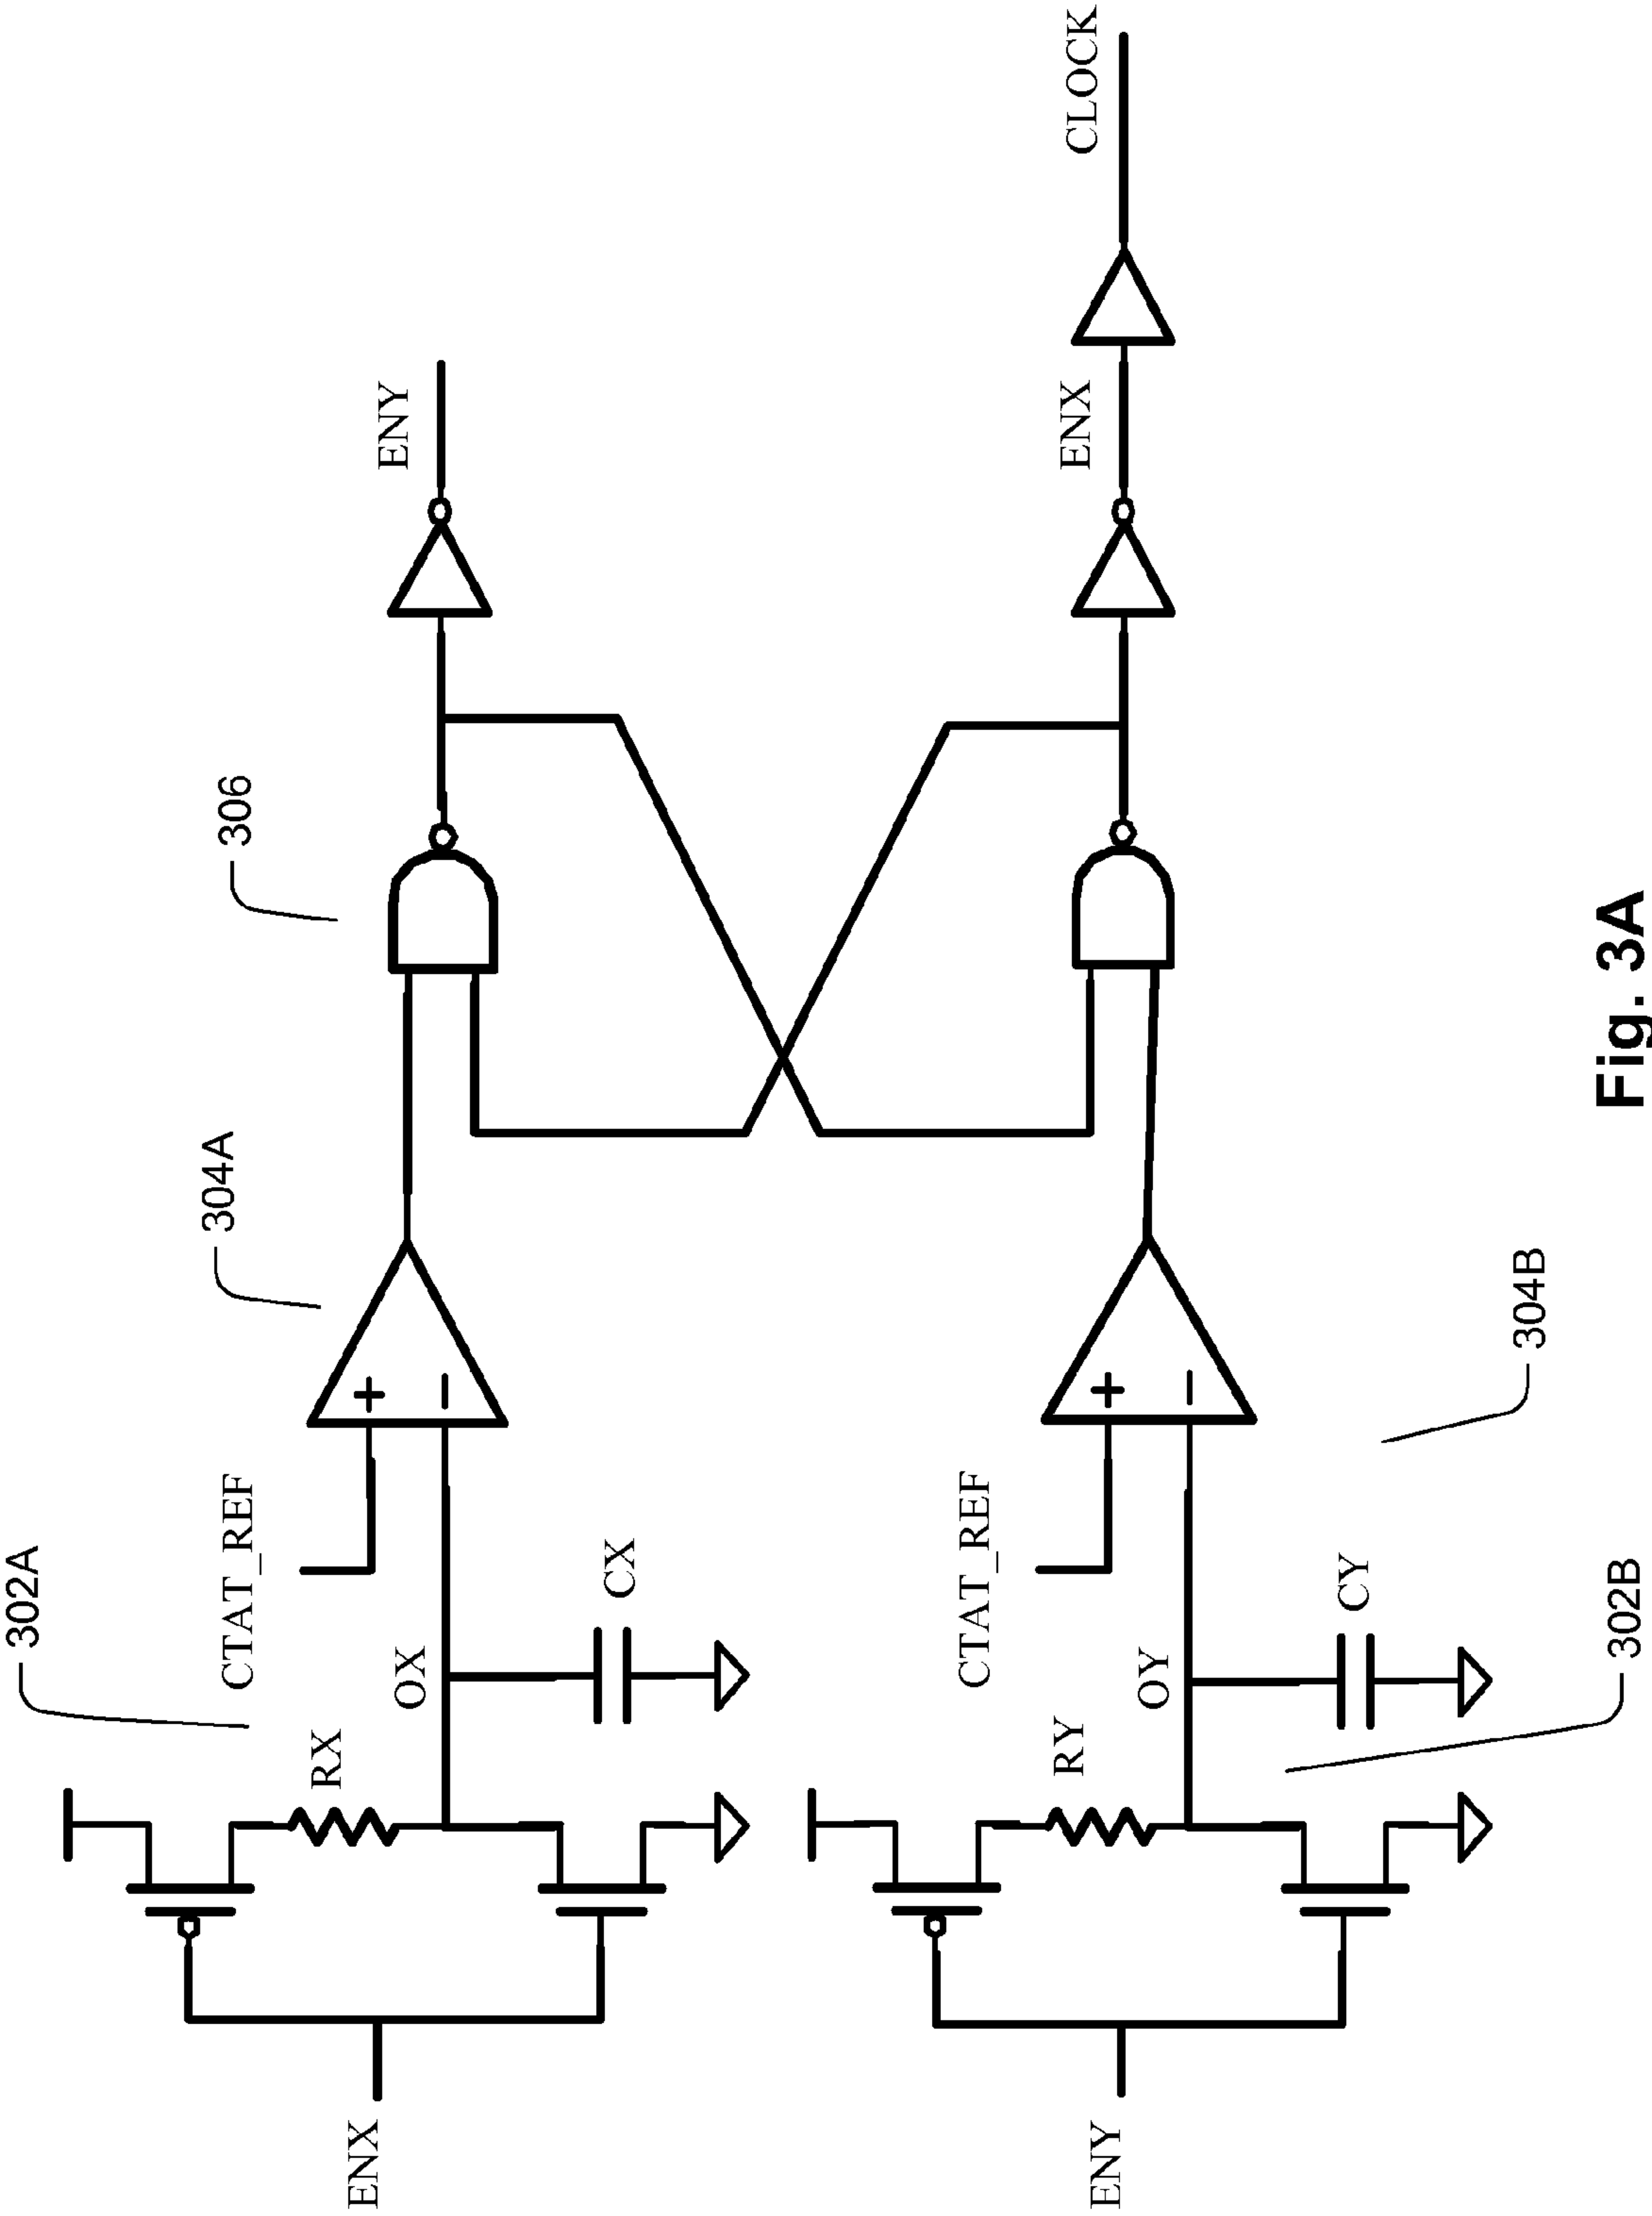 302A
304A
306
CTAT_REF
RX
OX
CX
ENX
+
−
ENY
CTAT_REF
RY
OY
CY
ENY
+
−
ENX
CLOCK
302B
304B
Fig. 3A